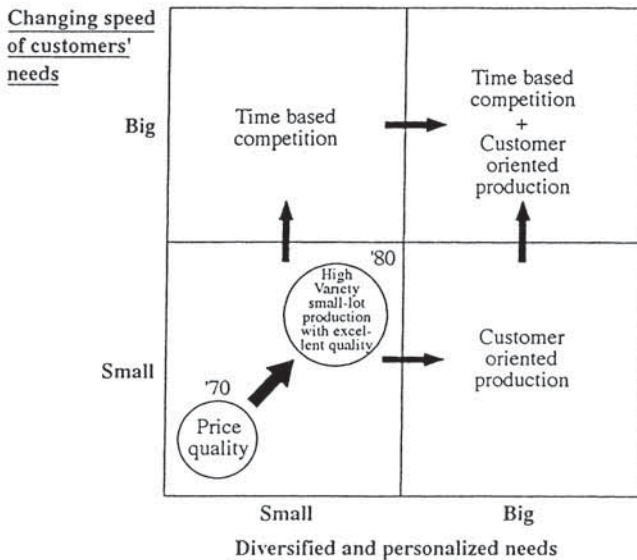 Changing speed
of customers'
needs
Big
Time based
competition
Time based
competition
+
Customer
oriented
production
'80
High
Variety
small-lot
production
with excel-
lent quality
Small
Customer
oriented
production
'70
Price
quality
Small
Big
Diversified and personalized needs